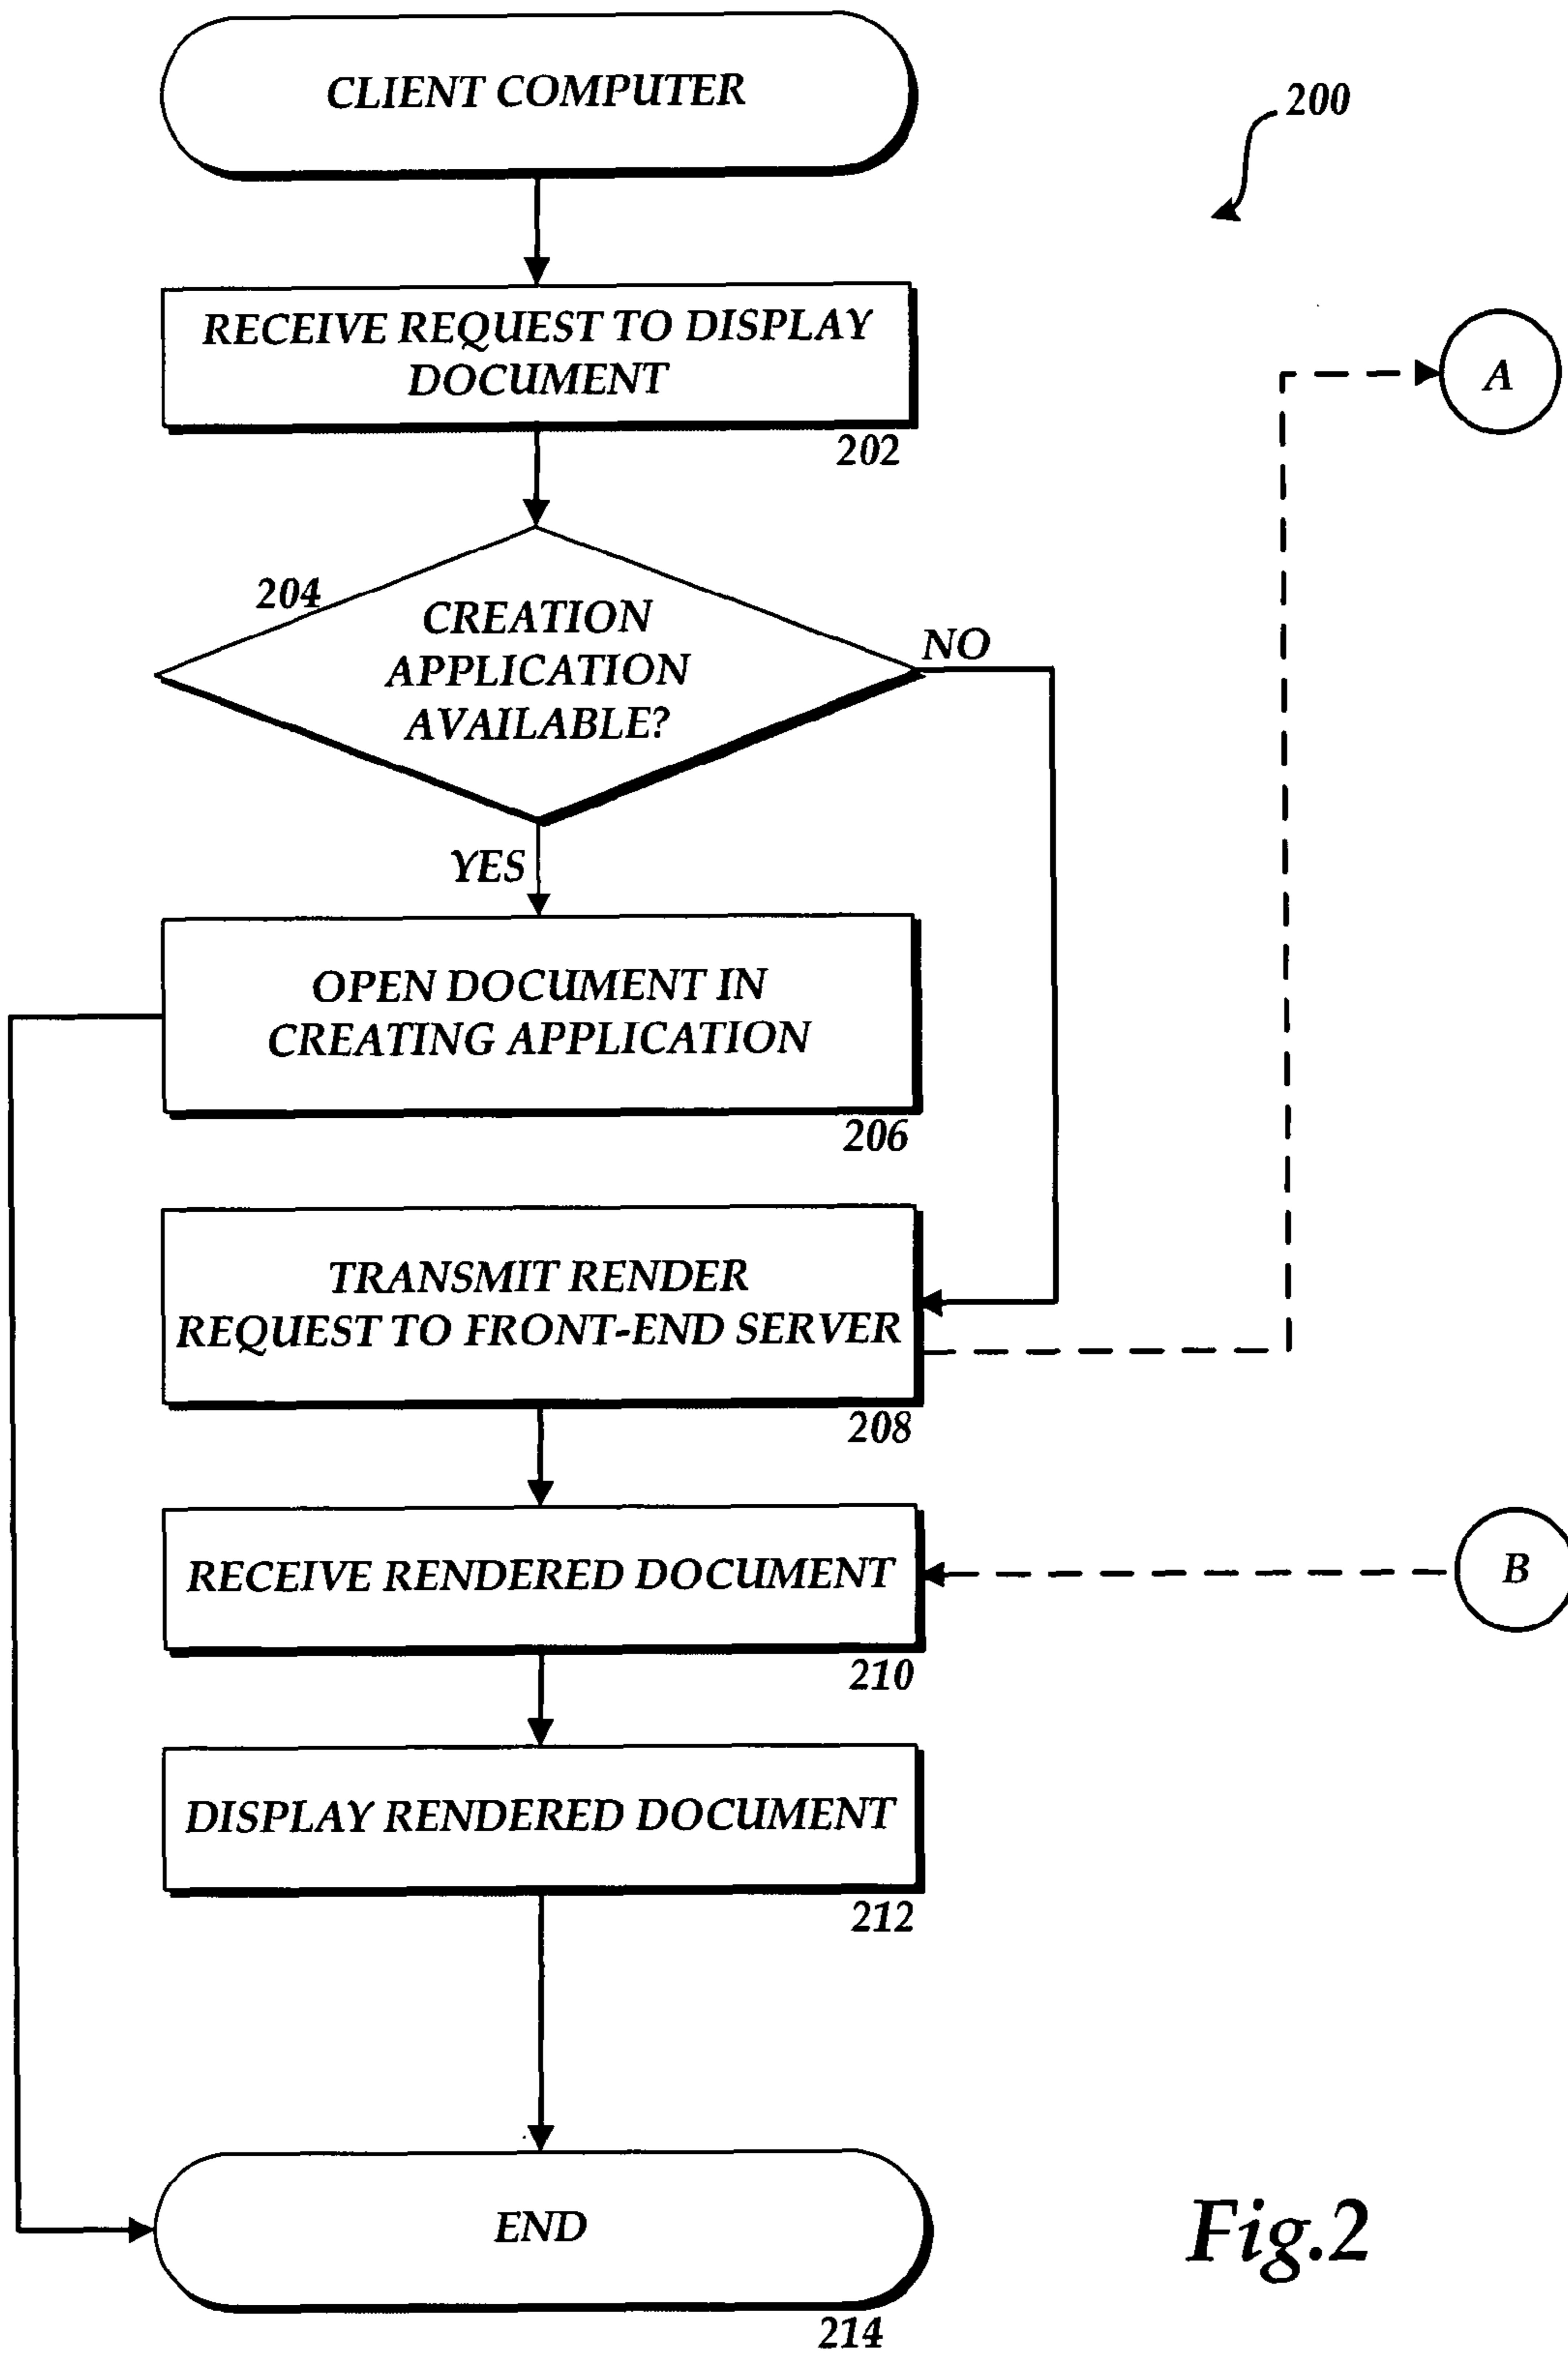 CLIENT COMPUTER
200
RECEIVE REQUEST TO DISPLAY
DOCUMENT
202
A
204
CREATION
APPLICATION
AVAILABLE?
NO
YES
OPEN DOCUMENT IN
CREATING APPLICATION
206
TRANSMIT RENDER
REQUEST TO FRONT-END SERVER
208
RECEIVE RENDERED DOCUMENT
B
210
DISPLAY RENDERED DOCUMENT
212
END
214
Fig.2